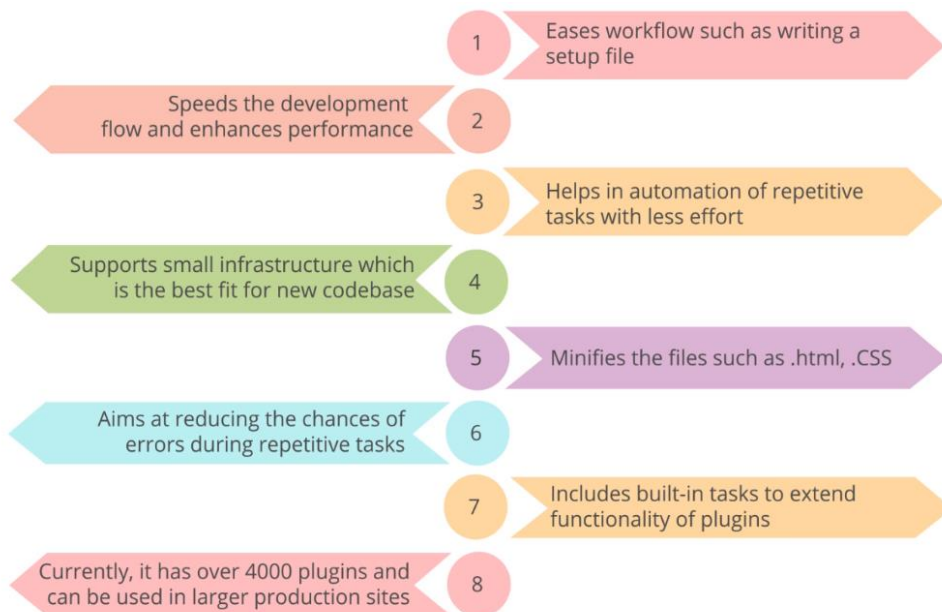 1
Eases workflow such as writing a
setup file
Speeds the development
flow and enhances performance
2
3
Helps in automation of repetitive
tasks with less effort
Supports small infrastructure which
is the best fit for new codebase
4
5
Minifies the files such as .html, .CSS
Aims at reducing the chances of
errors during repetitive tasks
6
7
Includes built-in tasks to extend
functionality of plugins
Currently, it has over 4000 plugins and
can be used in larger production sites
8